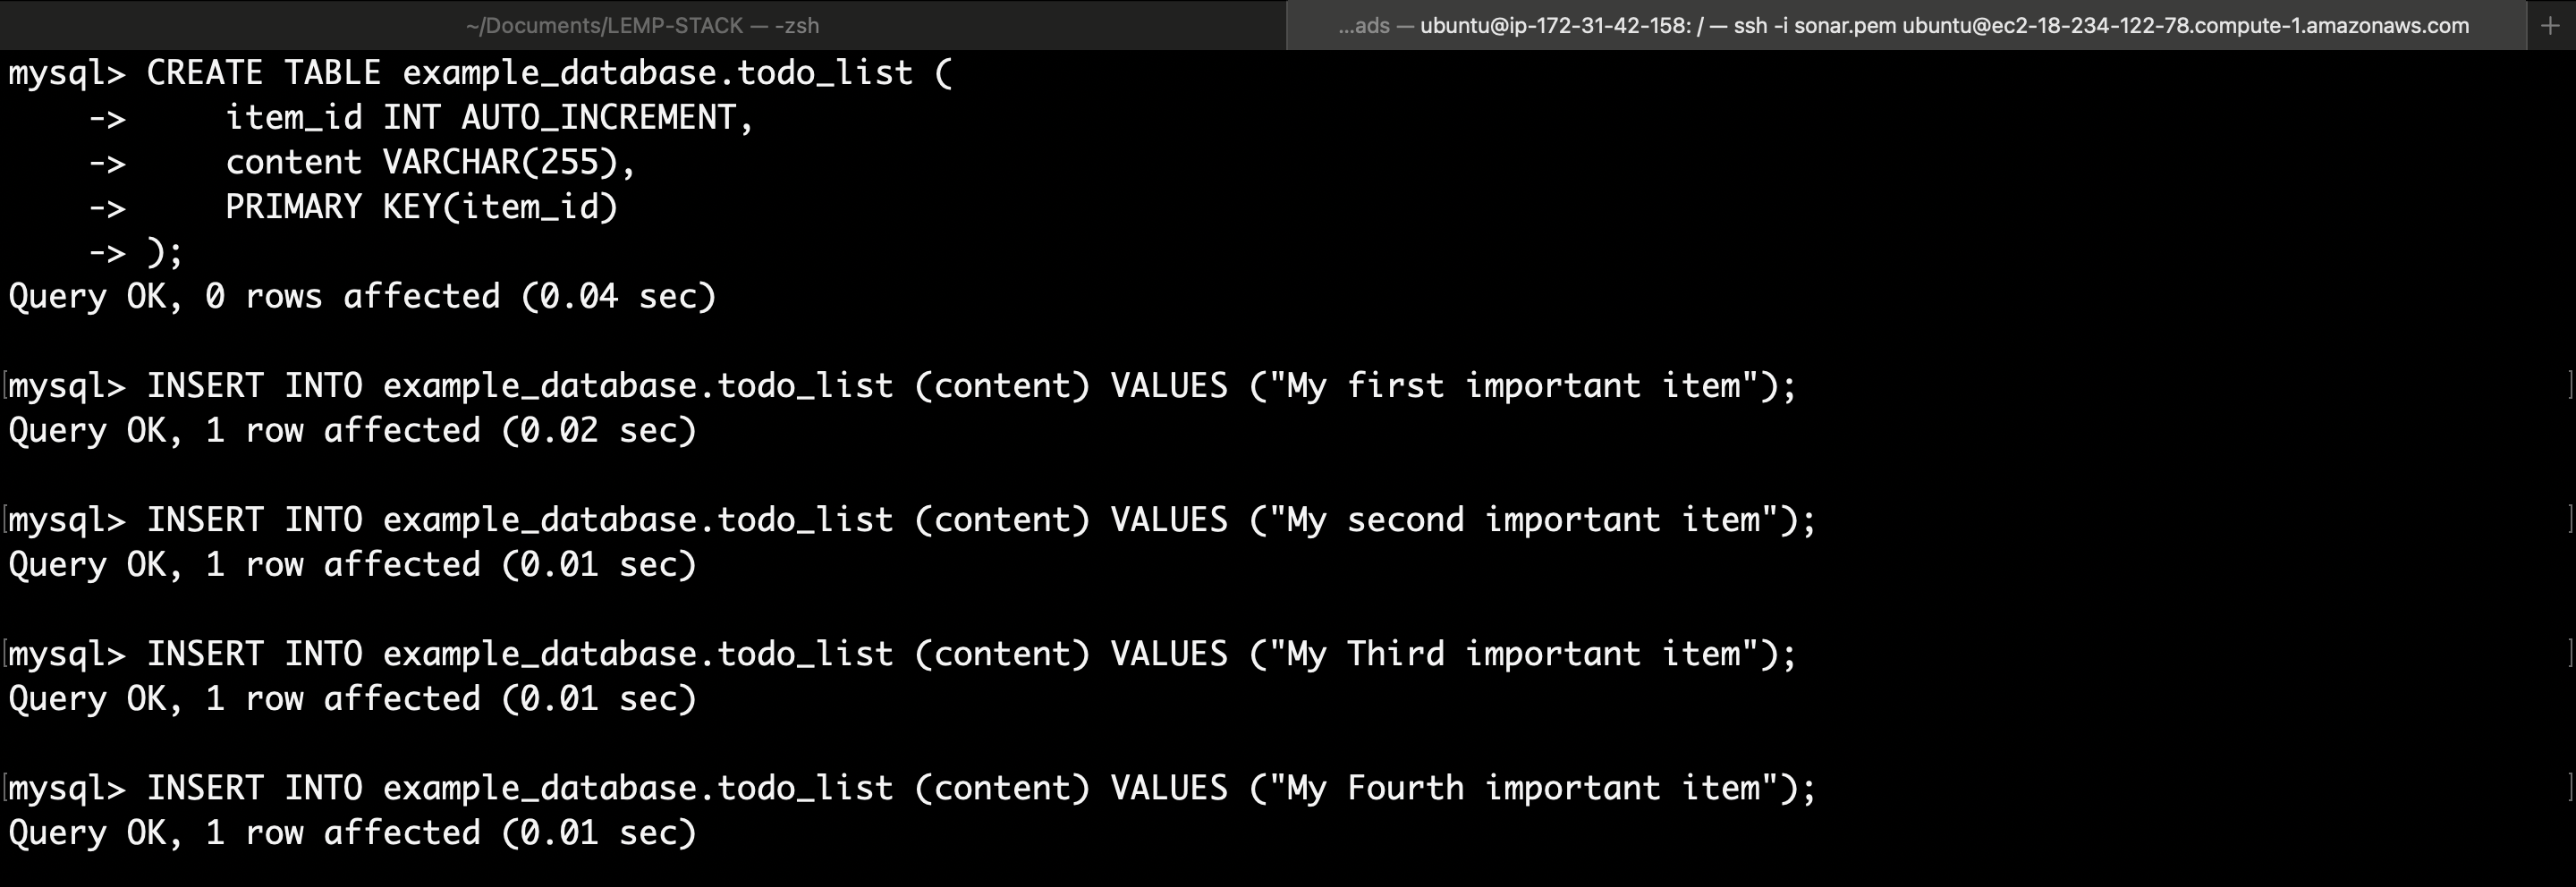 ~/Documents/LEMP-STACK — -zsh
...ads — ubuntu@ip-172-31-42-158: / — ssh -i sonar.pem ubuntu@ec2-18-234-122-78.compute-1.amazonaws.com +
mysql> CREATE TABLE example_database.todo_list (
    ->     item_id INT AUTO_INCREMENT,
    ->     content VARCHAR(255),
    ->     PRIMARY KEY(item_id)
    -> );
Query OK, 0 rows affected (0.04 sec)
[mysql> INSERT INTO example_database.todo_list (content) VALUES ("My first important item"); ]
Query OK, 1 row affected (0.02 sec)
[mysql> INSERT INTO example_database.todo_list (content) VALUES ("My second important item"); ]
Query OK, 1 row affected (0.01 sec)
[mysql> INSERT INTO example_database.todo_list (content) VALUES ("My Third important item"); ]
Query OK, 1 row affected (0.01 sec)
[mysql> INSERT INTO example_database.todo_list (content) VALUES ("My Fourth important item"); ]
Query OK, 1 row affected (0.01 sec)